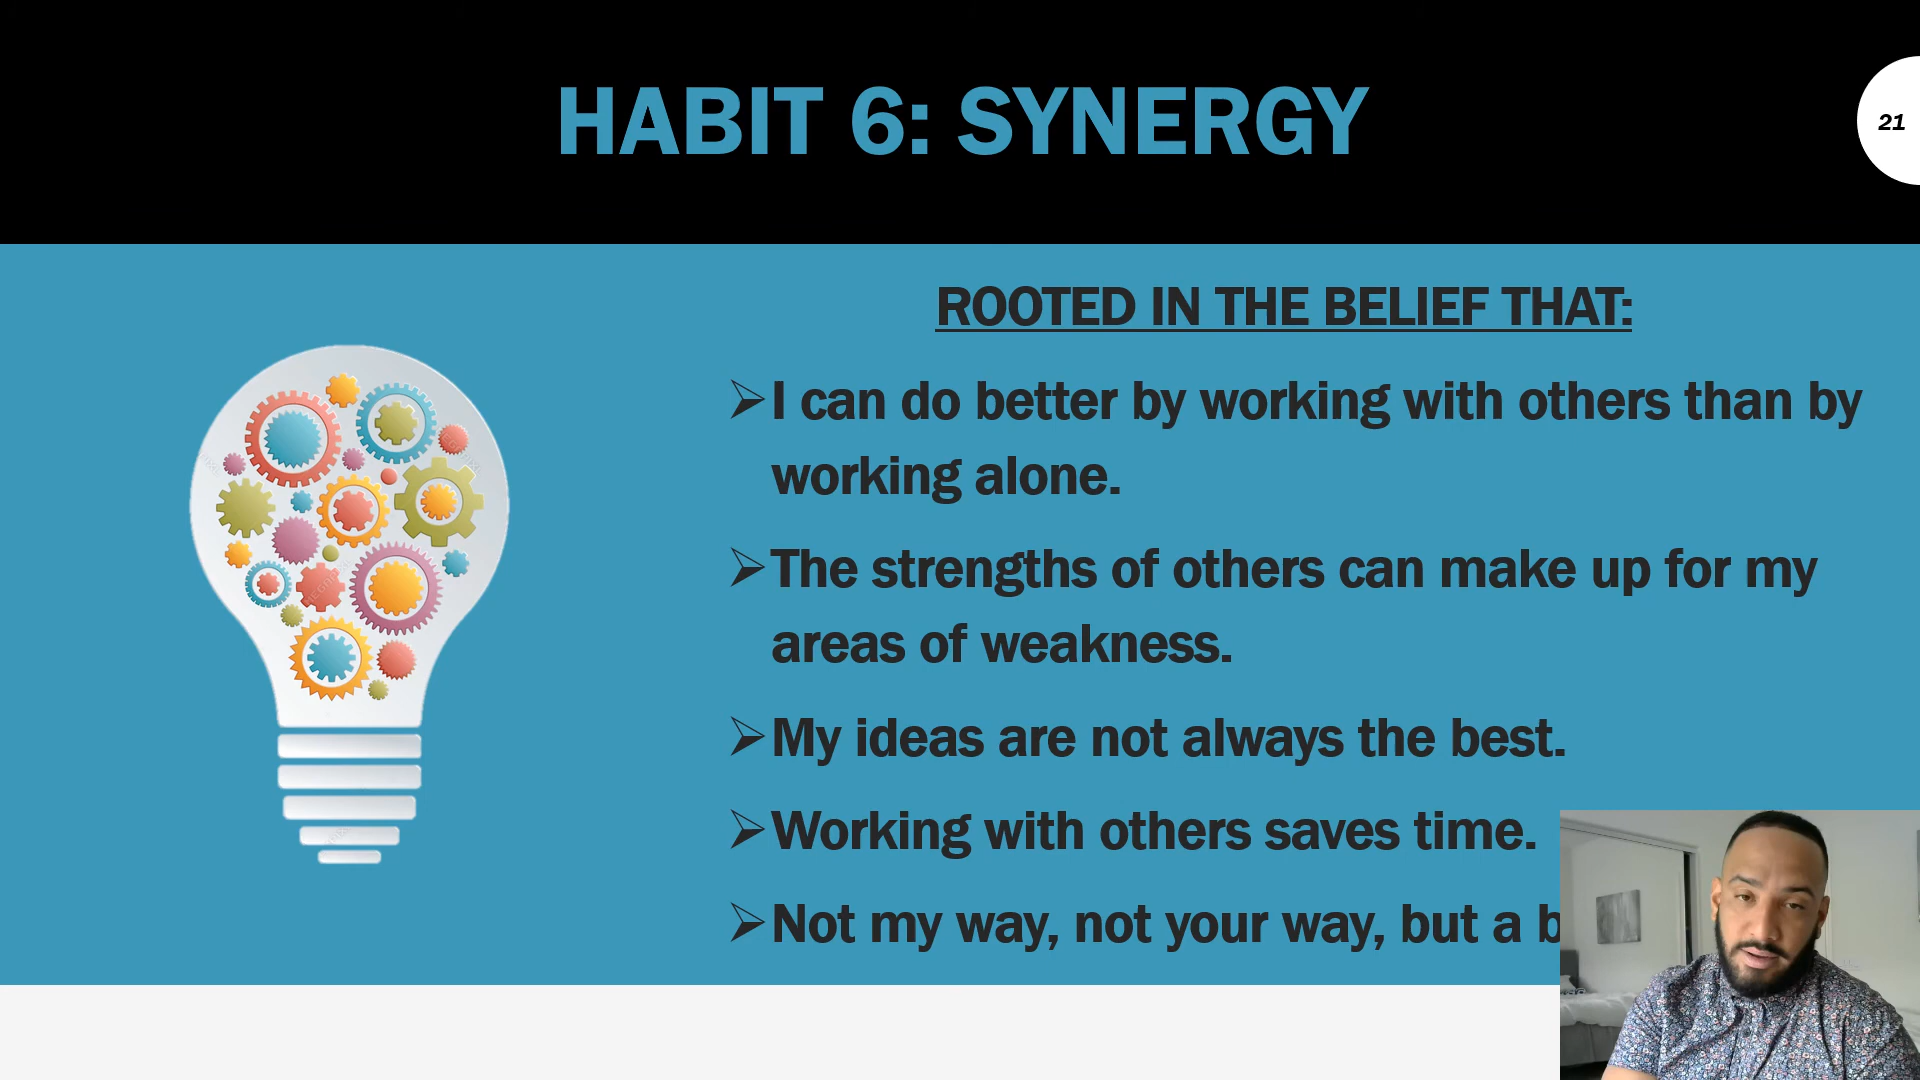 HABIT 6: SYNERGY
21
ROOTED IN THE BELIEF THAT:
➢I can do better by working with others than by
working alone.
➢The strengths of others can make up for my
areas of weakness.
➢My ideas are not always the best.
➢Working with others saves time.
➢Not my way, not your way, but a